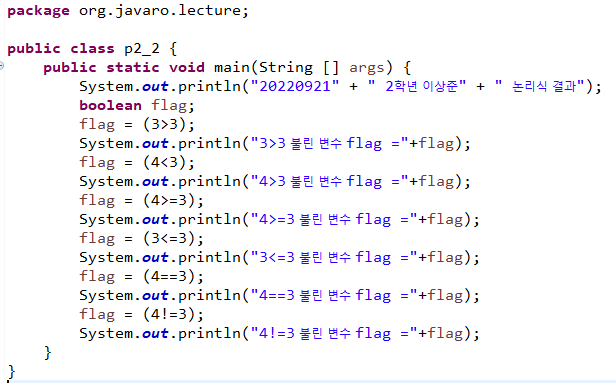 package org.javaro.lecture;
public class p2_2 {
public static void main(String [] args) {
System.out.println("20220921" + " 2학년 이상준" + " 논리식 결과");
boolean flag;
flag = (3>3);
System.out.println("3>3 불린 변수 flag ="+flag);
flag = (4<3);
System.out.println("4>3 불린 변수 flag ="+flag);
flag = (4>=3);
System.out.println("4>=3 불린 변수 flag ="+flag);
flag = (3<=3);
System.out.println("3<=3 불린 변수 flag ="+flag);
flag = (4==3);
System.out.println("4==3 불린 변수 flag ="+flag);
flag = (4!=3);
System.out.println("4!=3 불린 변수 flag ="+flag);
}
}